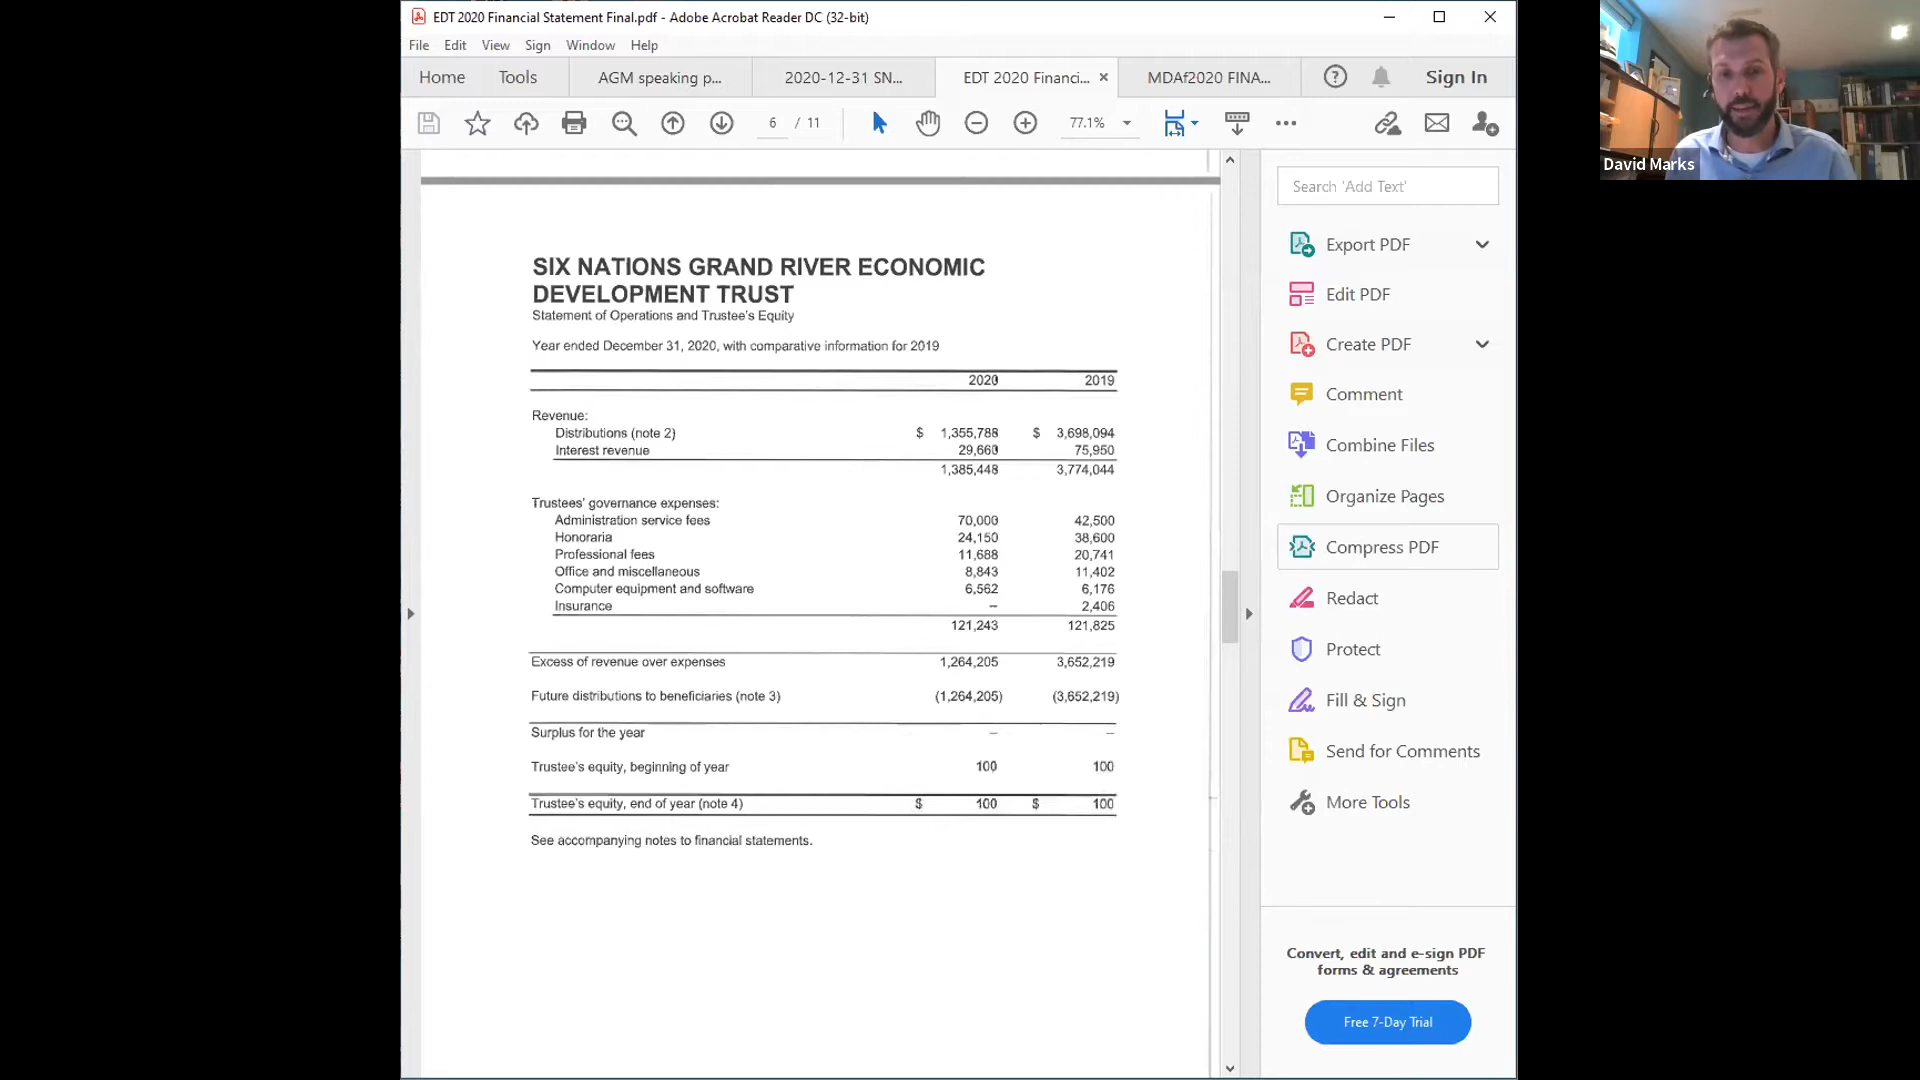 EDT 2020 Financial Statement Final.pdf - Adobe Acrobat Reader DC (32-bit)
File Edit View Sign Window Help
Home Tools AGM speaking p... 2020-12-31 SN... EDT 2020 Financi... × MDAf2020 FINA... Sign In
6 / 11 77.1%
David Marks
Search 'Add Text'
SIX NATIONS GRAND RIVER ECONOMIC
DEVELOPMENT TRUST
Statement of Operations and Trustee's Equity
Year ended December 31, 2020, with comparative information for 2019
2020 2019
Revenue:
Distributions (note 2) $ 1,355,788 $ 3,698,094
Interest revenue 29,660 75,950
1,385,448 3,774,044
Trustees' governance expenses:
Administration service fees 70,000 42,500
Honoraria 24,150 38,600
Professional fees 11,688 20,741
Office and miscellaneous 8,843 11,402
Computer equipment and software 6,562 6,176
Insurance – 2,406
121,243 121,825
Excess of revenue over expenses 1,264,205 3,652,219
Future distributions to beneficiaries (note 3) (1,264,205) (3,652,219)
Surplus for the year – –
Trustee's equity, beginning of year 100 100
Trustee's equity, end of year (note 4) $ 100 $ 100
See accompanying notes to financial statements.
Export PDF
Edit PDF
Create PDF
Comment
Combine Files
Organize Pages
Compress PDF
Redact
Protect
Fill & Sign
Send for Comments
More Tools
Convert, edit and e-sign PDF
forms & agreements
Free 7-Day Trial